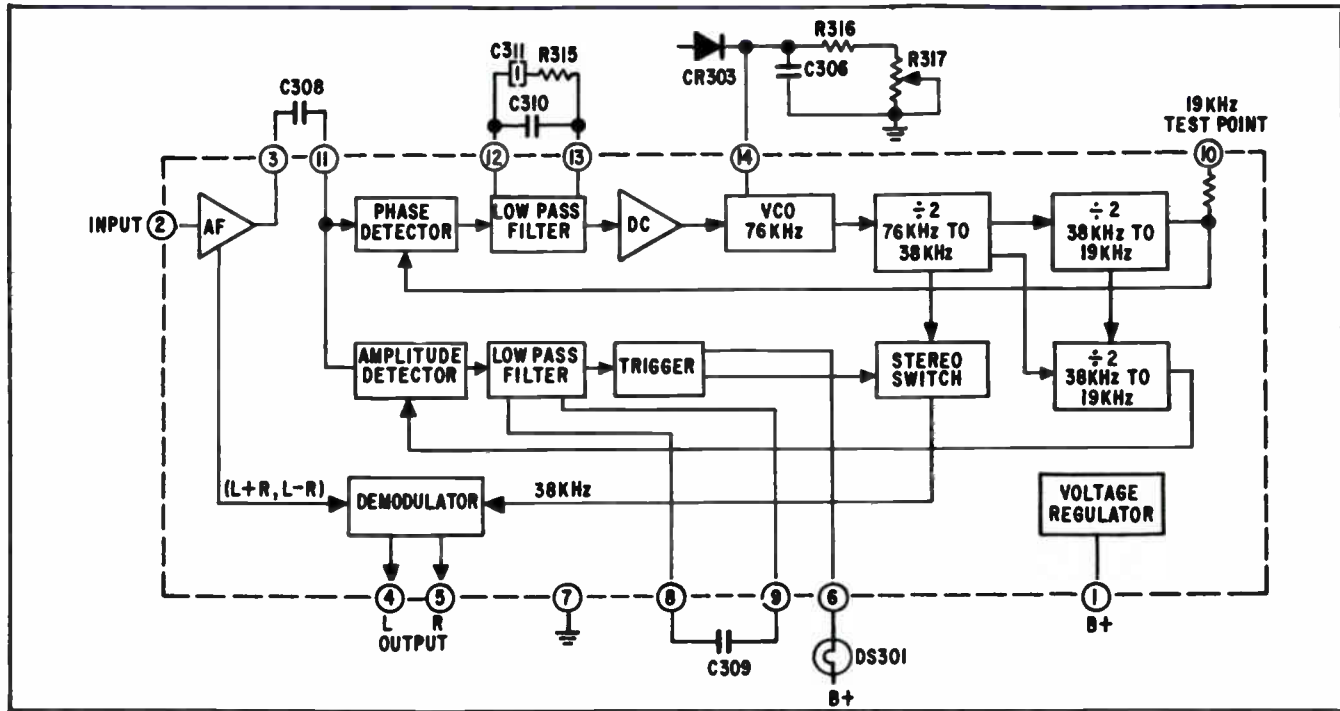 C311
R315
C310
C308
CR303
C306
R316
R317
19KHz
TEST POINT
3
11
12
13
14
10
INPUT
2
AF
PHASE
DETECTOR
LOW PASS
FILTER
DC
VCO
76KHz
÷2
76KHz TO
38KHz
÷2
38KHz TO
19KHz
AMPLITUDE
DETECTOR
LOW PASS
FILTER
TRIGGER
STEREO
SWITCH
÷2
38KHz TO
19KHz
(L+R, L-R)
DEMODULATOR
38KHz
VOLTAGE
REGULATOR
4
5
7
8
9
6
1
L
R
OUTPUT
C309
DS301
B+
B+